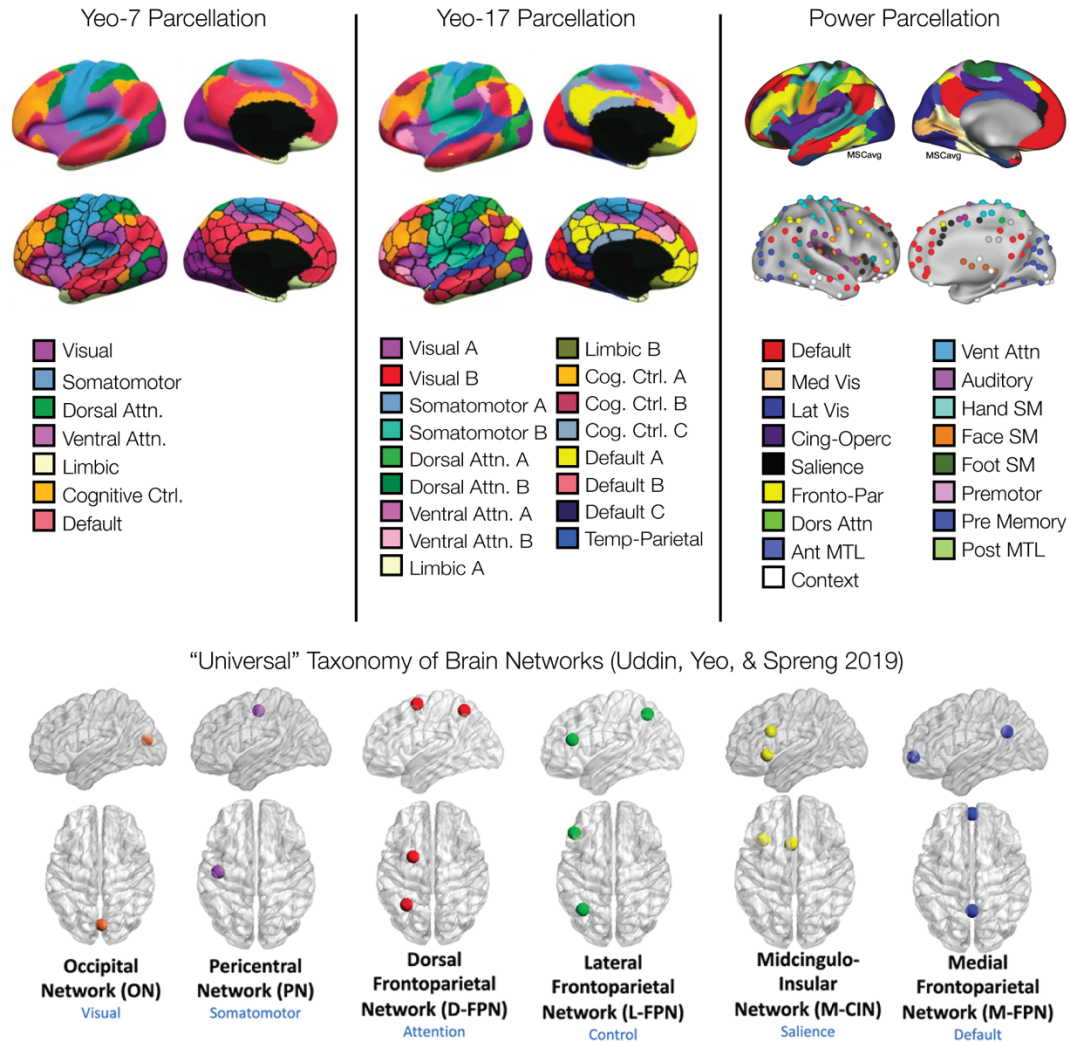 Yeo-7 Parcellation
Yeo-17 Parcellation
Power Parcellation
MSCavg
MSCavg
Visual
Somatomotor
Dorsal Attn.
Ventral Attn.
Limbic
Cognitive Ctrl.
Default
Visual A
Visual B
Somatomotor A
Somatomotor B
Dorsal Attn. A
Dorsal Attn. B
Ventral Attn. A
Ventral Attn. B
Limbic A
Limbic B
Cog. Ctrl. A
Cog. Ctrl. B
Cog. Ctrl. C
Default A
Default B
Default C
Temp-Parietal
Default
Med Vis
Lat Vis
Cing-Operc
Salience
Fronto-Par
Dors Attn
Ant MTL
Context
Vent Attn
Auditory
Hand SM
Face SM
Foot SM
Premotor
Pre Memory
Post MTL
“Universal” Taxonomy of Brain Networks (Uddin, Yeo, & Spreng 2019)
Occipital
Network (ON)
Visual
Pericentral
Network (PN)
Somatomotor
Dorsal
Frontoparietal
Network (D-FPN)
Attention
Lateral
Frontoparietal
Network (L-FPN)
Control
Midcingulo-
Insular
Network (M-CIN)
Salience
Medial
Frontoparietal
Network (M-FPN)
Default